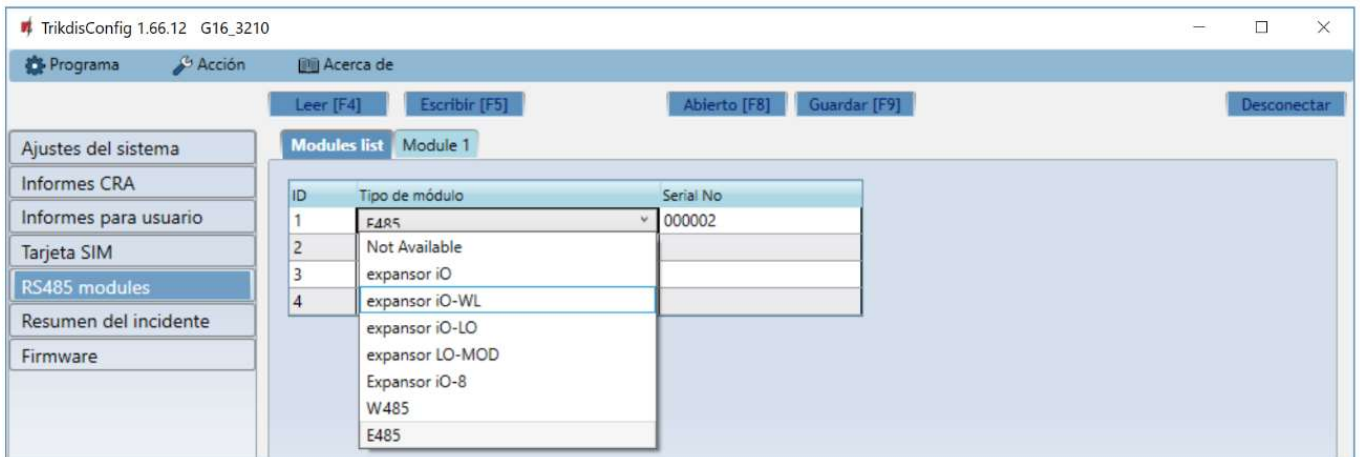 TrikdisConfig 1.66.12 G16_3210
Programa Acción Acerca de
Leer [F4] Escribir [F5] Abierto [F8] Guardar [F9] Desconectar
Ajustes del sistema
Informes CRA
Informes para usuario
Tarjeta SIM
RS485 modules
Resumen del incidente
Firmware
Modules list Module 1
ID Tipo de módulo Serial No
1 E485 000002
2
3
4
Not Available
expansor iO
expansor iO-WL
expansor iO-LO
expansor LO-MOD
Expansor iO-8
W485
E485